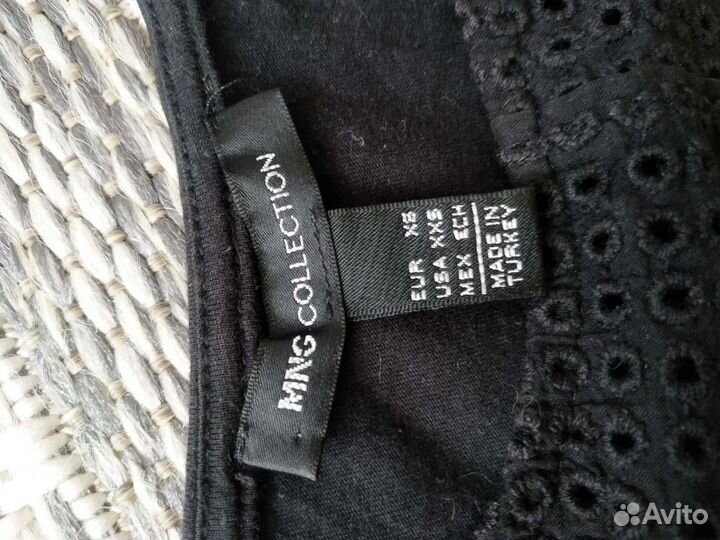 MNG COLLECTION
EUR XS
USA XXS
MEX ECH
MADE IN
TURKEY
Avito